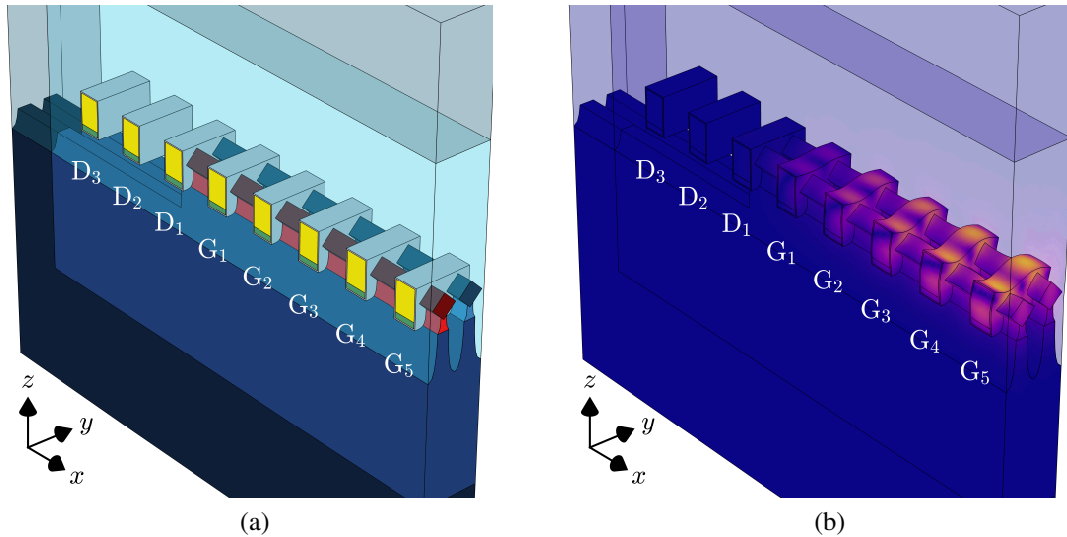 D₃
D₂
D₁
G₁
G₂
G₃
G₄
G₅
z
y
x
(a)
D₃
D₂
D₁
G₁
G₂
G₃
G₄
G₅
z
y
x
(b)